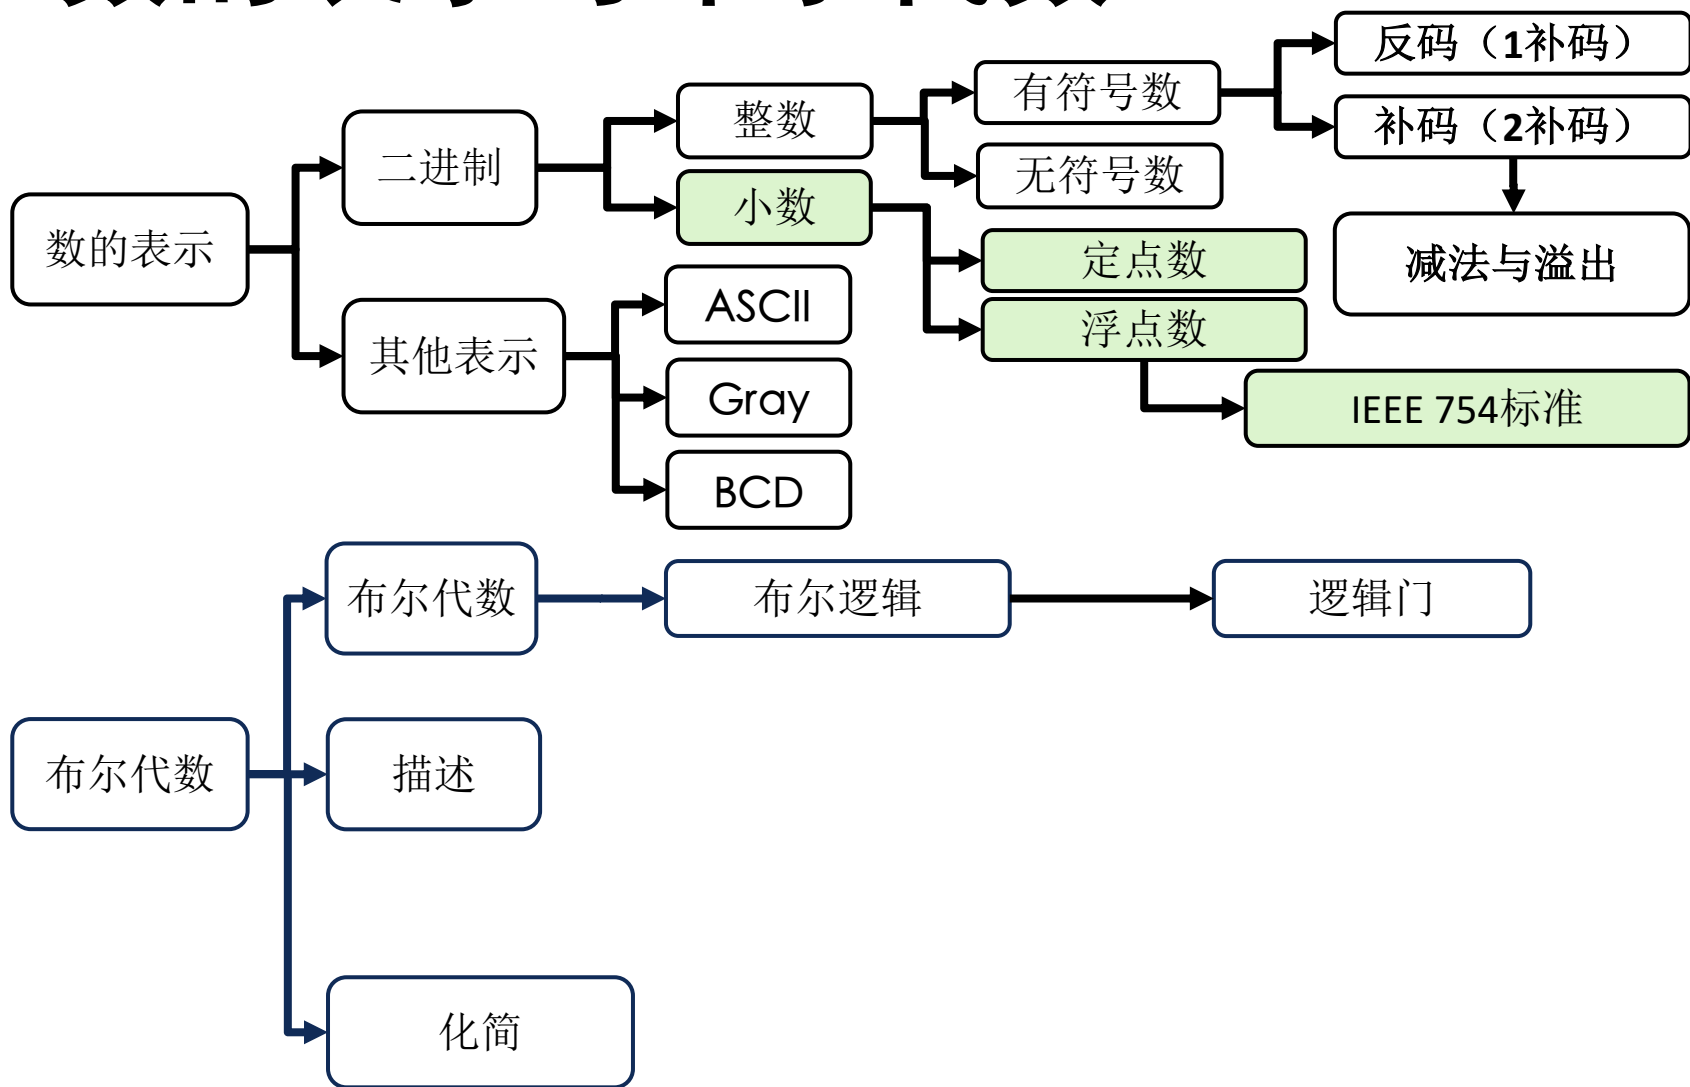 反码（1补码）
有符号数
整数
补码（2补码）
二进制
无符号数
小数
数的表示
定点数
减法与溢出
ASCII
浮点数
其他表示
Gray
IEEE 754标准
BCD
布尔代数
布尔逻辑
逻辑门
布尔代数
描述
化简